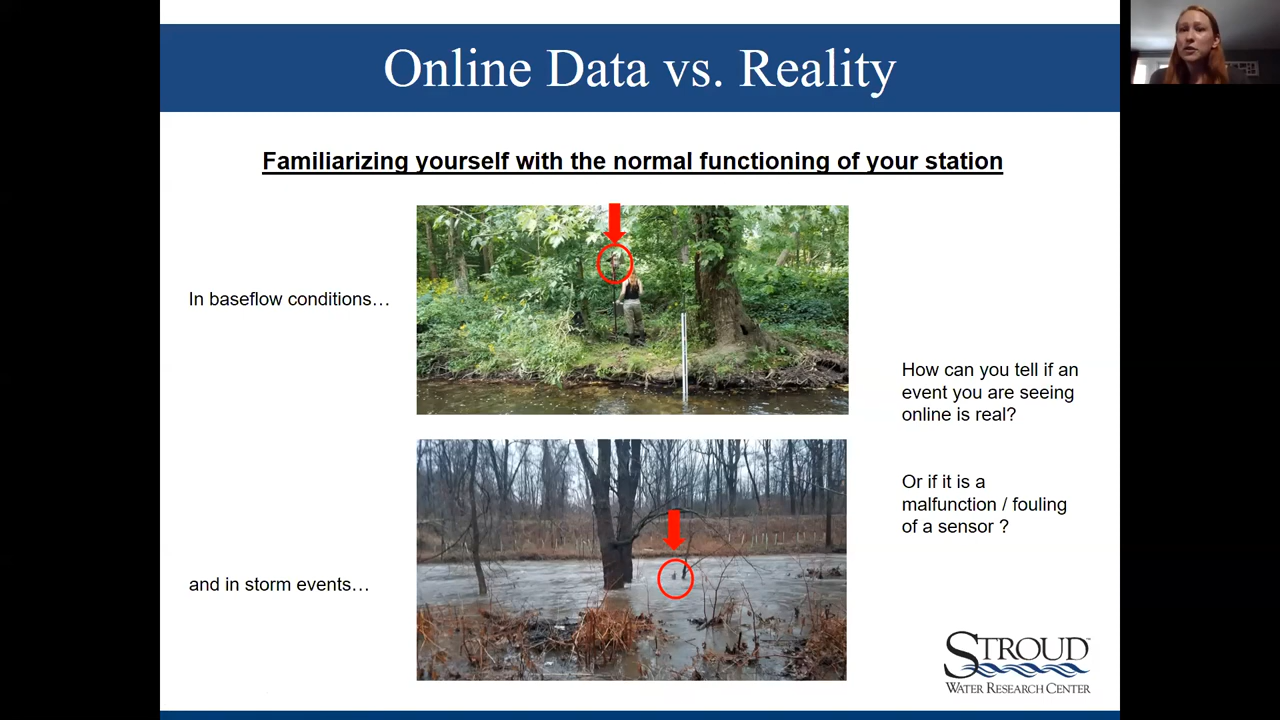 Online Data vs. Reality
Familiarizing yourself with the normal functioning of your station
In baseflow conditions…
How can you tell if an
event you are seeing
online is real?
Or if it is a
malfunction / fouling
of a sensor ?
and in storm events…
STROUD™
WATER RESEARCH CENTER